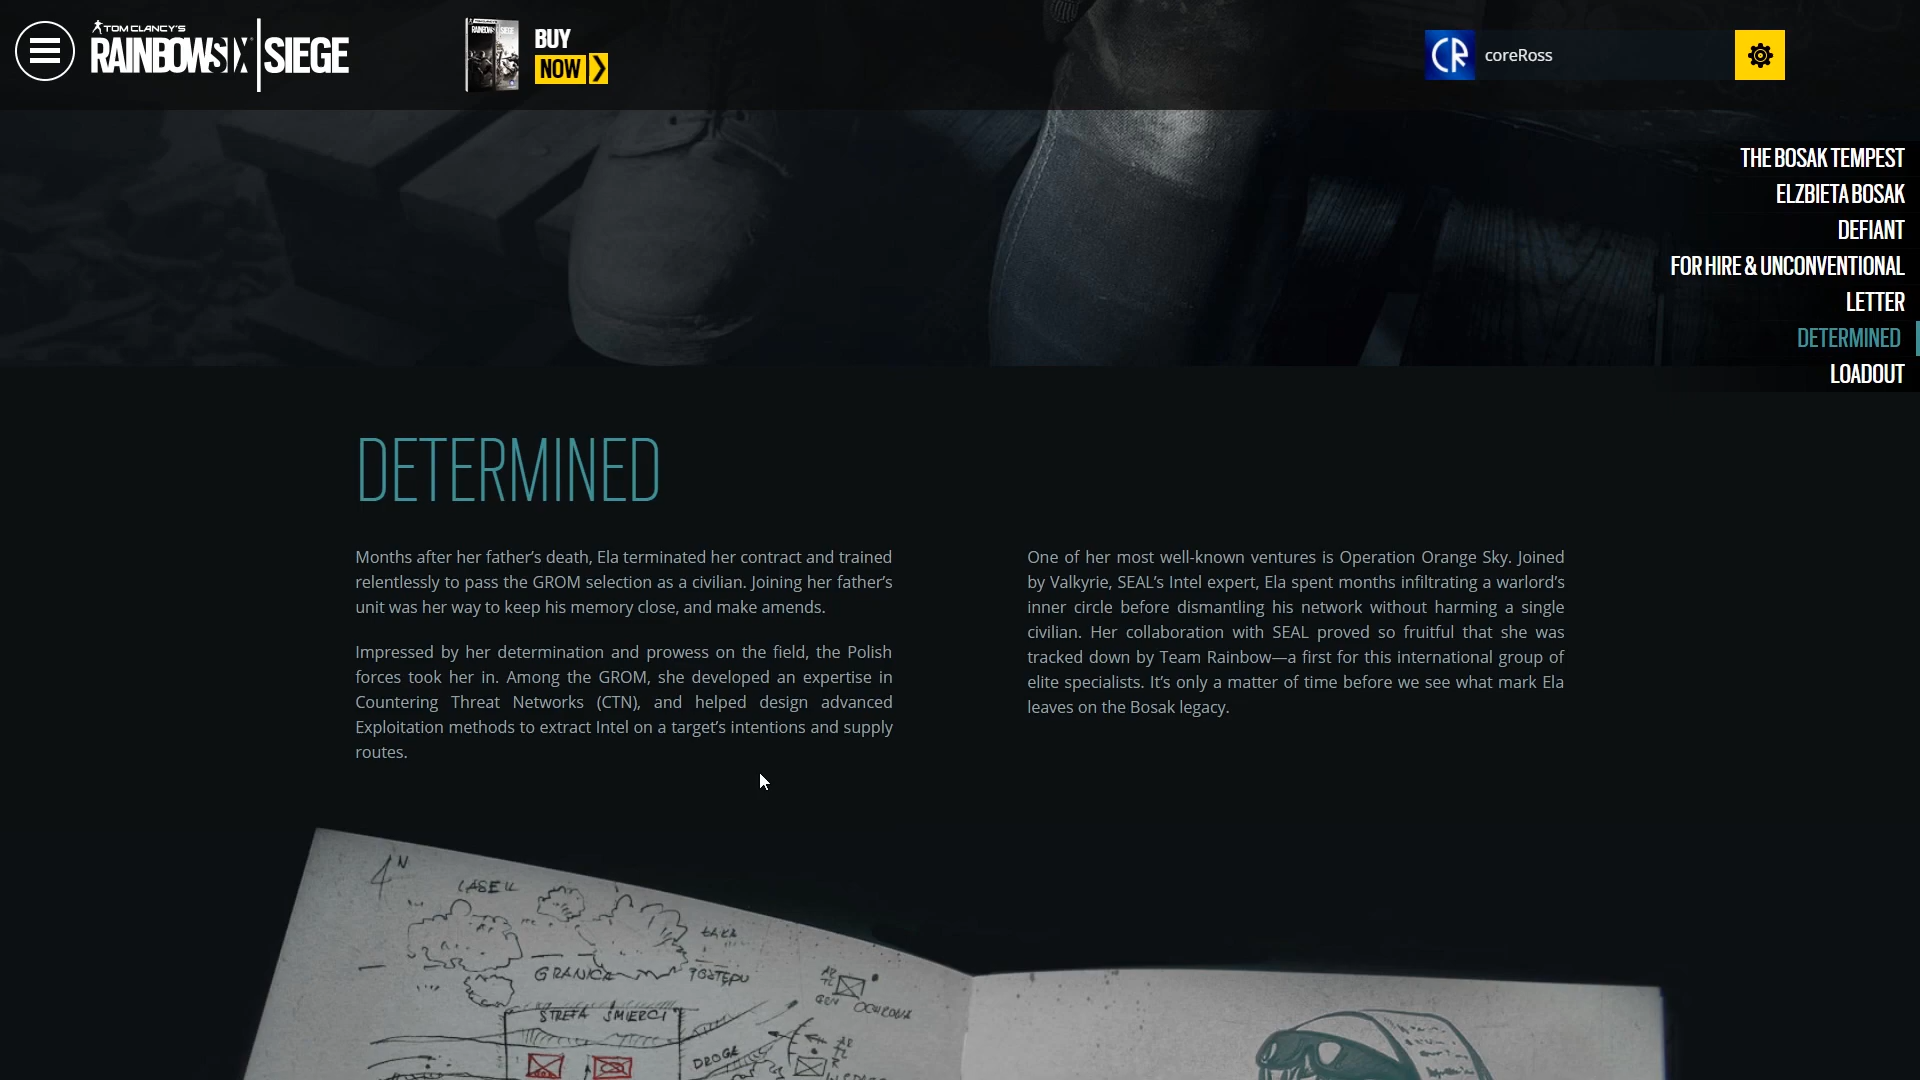 TOM CLANCY'S
RAINBOWSIX SIEGE
BUY
NOW
CR
coreRoss
THE BOSAK TEMPEST
ELZBIETA BOSAK
DEFIANT
FOR HIRE & UNCONVENTIONAL
LETTER
DETERMINED
LOADOUT
DETERMINED
Months after her father’s death, Ela terminated her contract and trained
relentlessly to pass the GROM selection as a civilian. Joining her father’s
unit was her way to keep his memory close, and make amends.
Impressed by her determination and prowess on the field, the Polish
forces took her in. Among the GROM, she developed an expertise in
Countering Threat Networks (CTN), and helped design advanced
Exploitation methods to extract Intel on a target’s intentions and supply
routes.
One of her most well-known ventures is Operation Orange Sky. Joined
by Valkyrie, SEAL’s Intel expert, Ela spent months infiltrating a warlord’s
inner circle before dismantling his network without harming a single
civilian. Her collaboration with SEAL proved so fruitful that she was
tracked down by Team Rainbow—a first for this international group of
elite specialists. It’s only a matter of time before we see what mark Ela
leaves on the Bosak legacy.
N
GRANICA POSTĘPU
STREFA ŚMIERCI
OCHRONA
DROGA